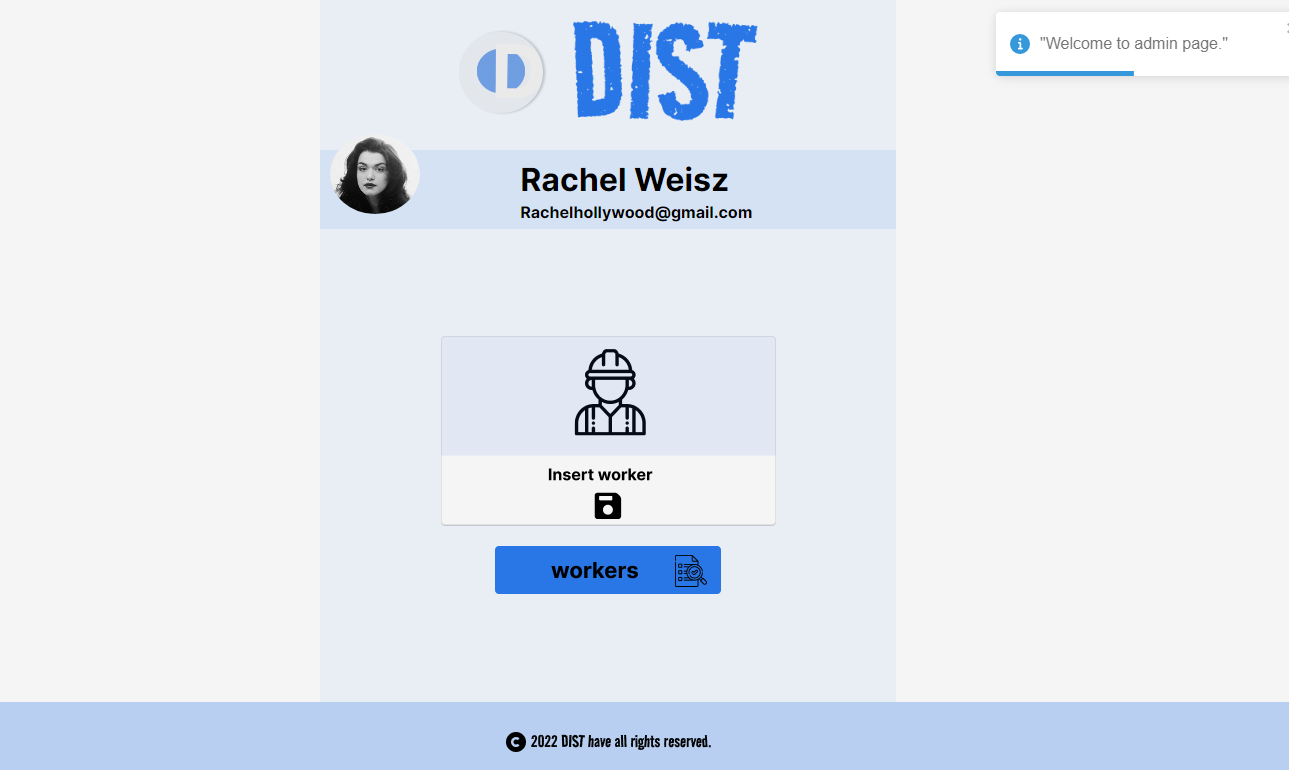 DIST
"Welcome to admin page."
Rachel Weisz
Rachelhollywood@gmail.com
Insert worker
workers
© 2022 DIST have all rights reserved.